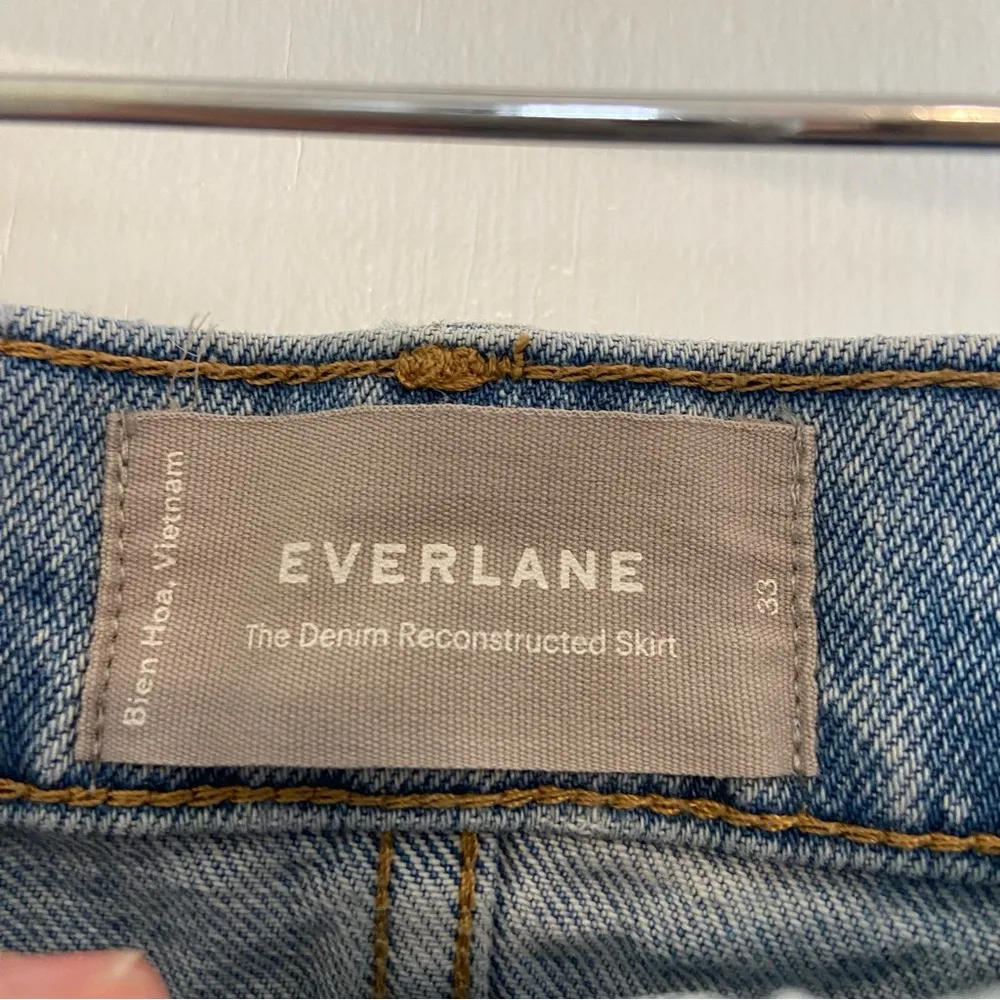 EVERLANE
The Denim Reconstructed Skirt
Bien Hoa, Vietnam
33